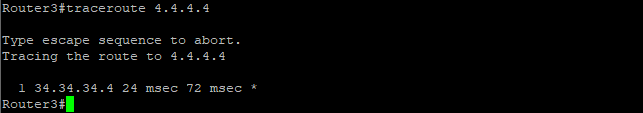 Router3#traceroute 4.4.4.4
Type escape sequence to abort.
Tracing the route to 4.4.4.4
1 34.34.34.4 24 msec 72 msec *
Router3#